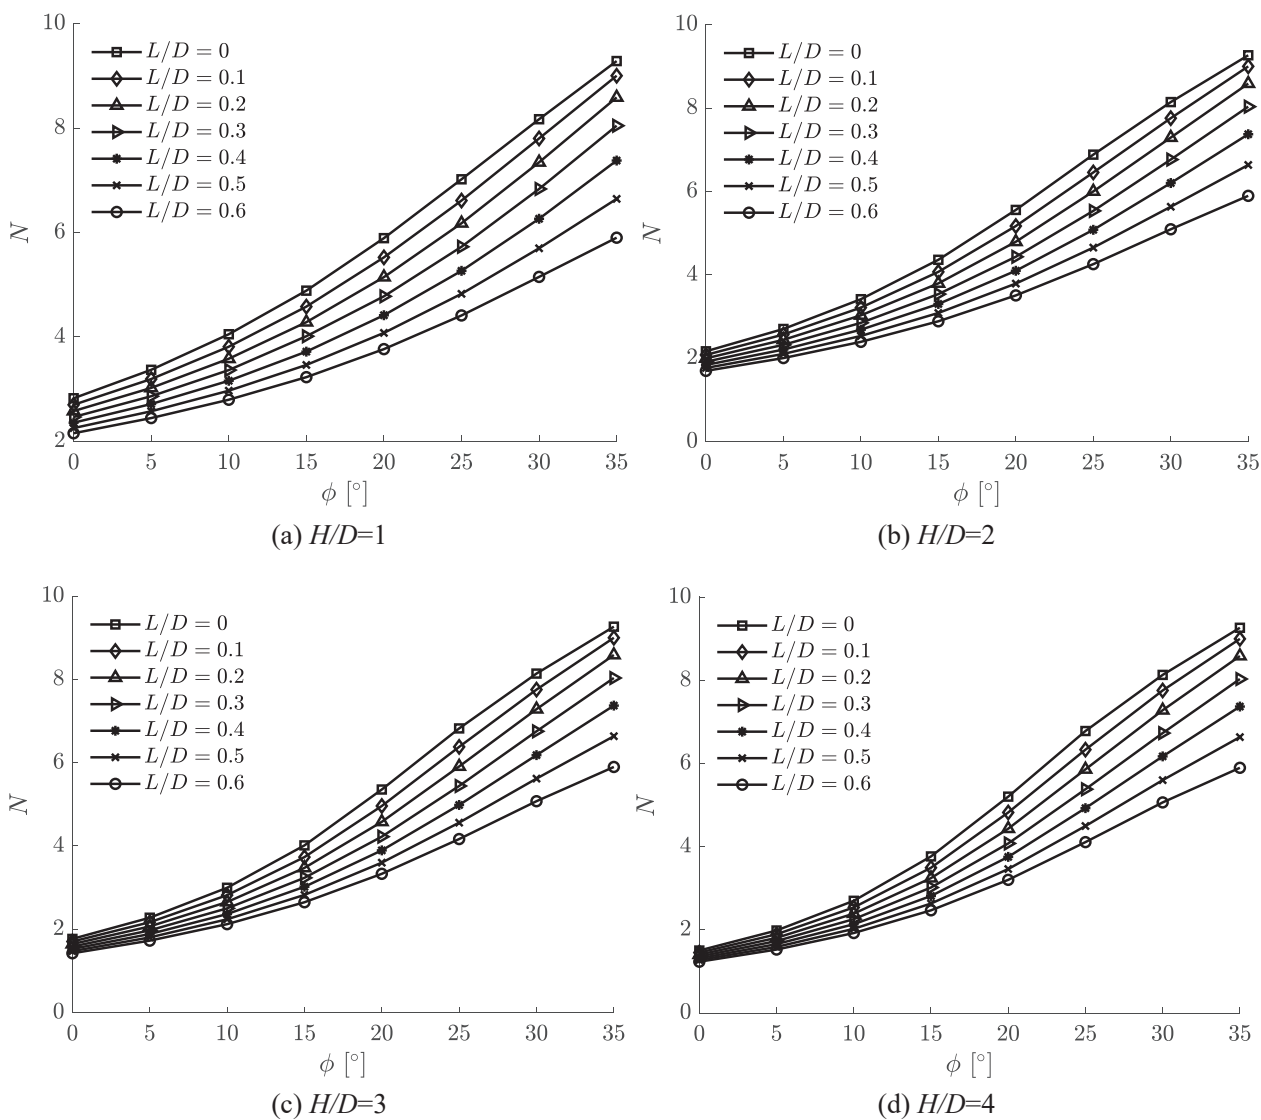 10
8
6
4
2
N
L/D = 0
L/D = 0.1
L/D = 0.2
L/D = 0.3
L/D = 0.4
L/D = 0.5
L/D = 0.6
0 5 10 15 20 25 30 35
ϕ [°]
(a) H/D=1
10
8
6
4
2
0
N
L/D = 0
L/D = 0.1
L/D = 0.2
L/D = 0.3
L/D = 0.4
L/D = 0.5
L/D = 0.6
0 5 10 15 20 25 30 35
ϕ [°]
(b) H/D=2
10
8
6
4
2
0
N
L/D = 0
L/D = 0.1
L/D = 0.2
L/D = 0.3
L/D = 0.4
L/D = 0.5
L/D = 0.6
0 5 10 15 20 25 30 35
ϕ [°]
(c) H/D=3
10
8
6
4
2
0
N
L/D = 0
L/D = 0.1
L/D = 0.2
L/D = 0.3
L/D = 0.4
L/D = 0.5
L/D = 0.6
0 5 10 15 20 25 30 35
ϕ [°]
(d) H/D=4